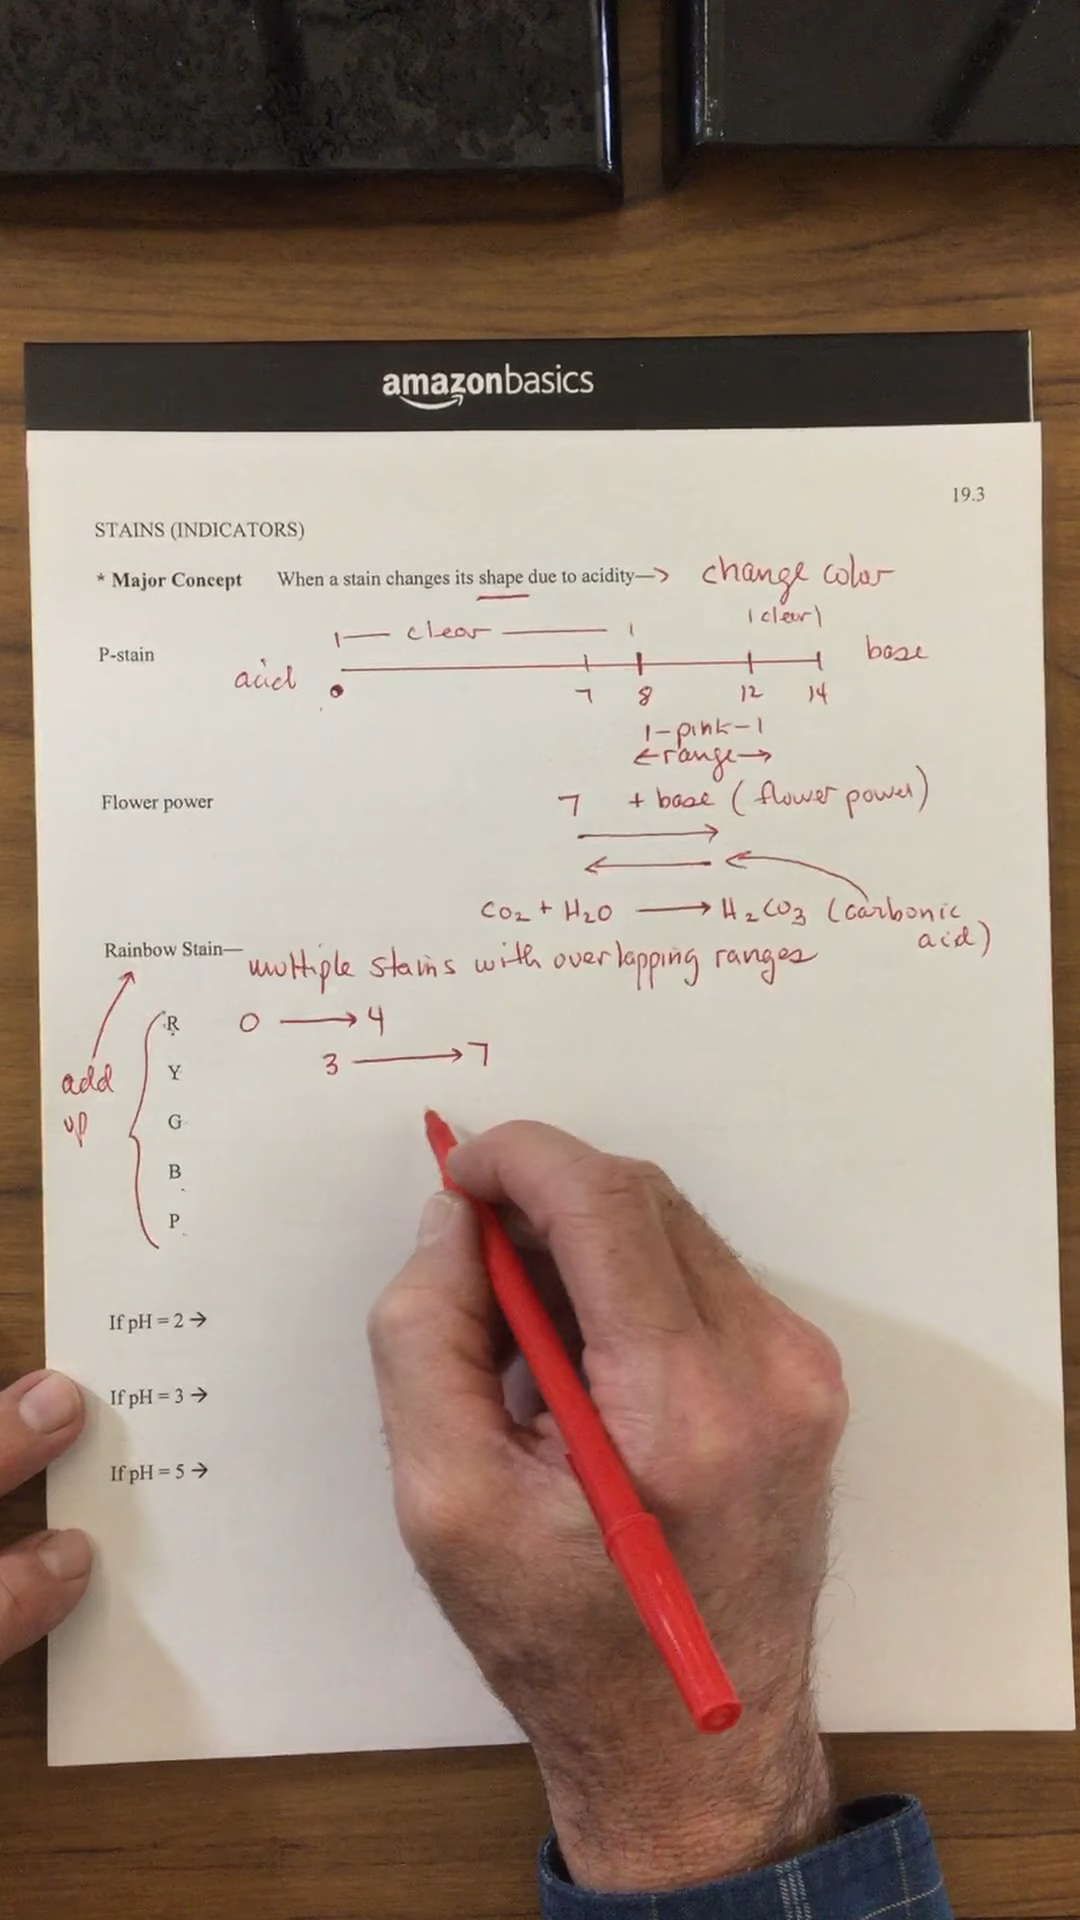 amazonbasics
19.3
STAINS (INDICATORS)
* Major Concept When a stain changes its shape due to acidity—> change color
|clear|
|— clear —|
P-stain
acid
base
0 7 8 12 14
|-pink-|
<-range->
Flower power
7 + base (flower power)
CO₂ + H₂O → H₂CO₃ (carbonic
acid)
Rainbow Stain— multiple stains with overlapping ranges
R 0 → 4
3 → 7
add
up
Y
G
B
P
If pH = 2 →
If pH = 3 →
If pH = 5 →